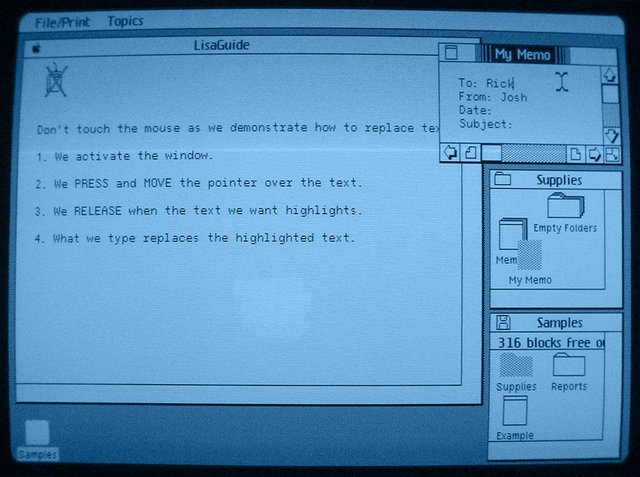 File/Print Topics
LisaGuide
Don't touch the mouse as we demonstrate how to replace tex
1. We activate the window.
2. We PRESS and MOVE the pointer over the text.
3. We RELEASE when the text we want highlights.
4. What we type replaces the highlighted text.
My Memo
To: Rick
From: Josh
Date:
Subject:
Supplies
Empty Folders
Mem
My Memo
Samples
316 blocks free o
Supplies Reports
Example
Samples